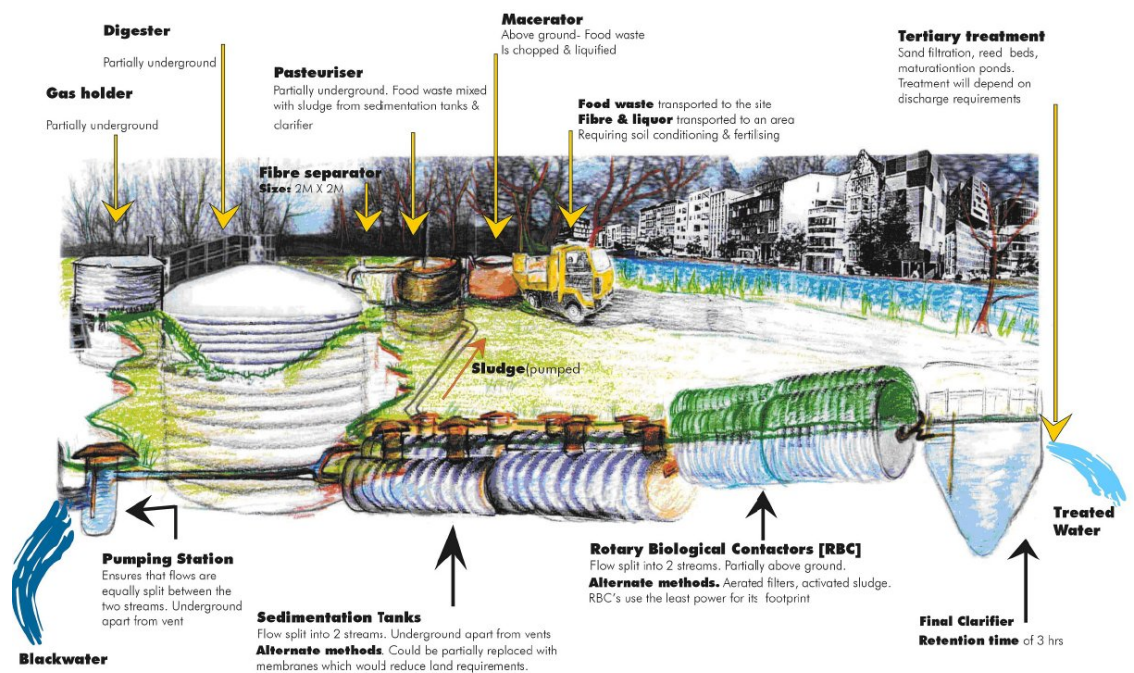 Digester
Partially underground
Gas holder
Partially underground
Pasteuriser
Partially underground. Food waste mixed
with sludge from sedimentation tanks &
clarifier
Fibre separator
Size: 2M X 2M
Macerator
Above ground- Food waste
Is chopped & liquified
Food waste transported to the site
Fibre & liquor transported to an area
Requiring soil conditioning & fertilising
Tertiary treatment
Sand filtration, reed beds,
maturationtion ponds.
Treatment will depend on
discharge requirements
Sludge(pumped
Pumping Station
Ensures that flows are
equally split between the
two streams. Underground
apart from vent
Blackwater
Sedimentation Tanks
Flow split into 2 streams. Underground apart from vents
Alternate methods. Could be partially replaced with
membranes which would reduce land requirements.
Rotary Biological Contactors [RBC]
Flow split into 2 streams. Partially above ground.
Alternate methods. Aerated filters, activated sludge.
RBC's use the least power for its footprint
Final Clarifier
Retention time of 3 hrs
Treated
Water